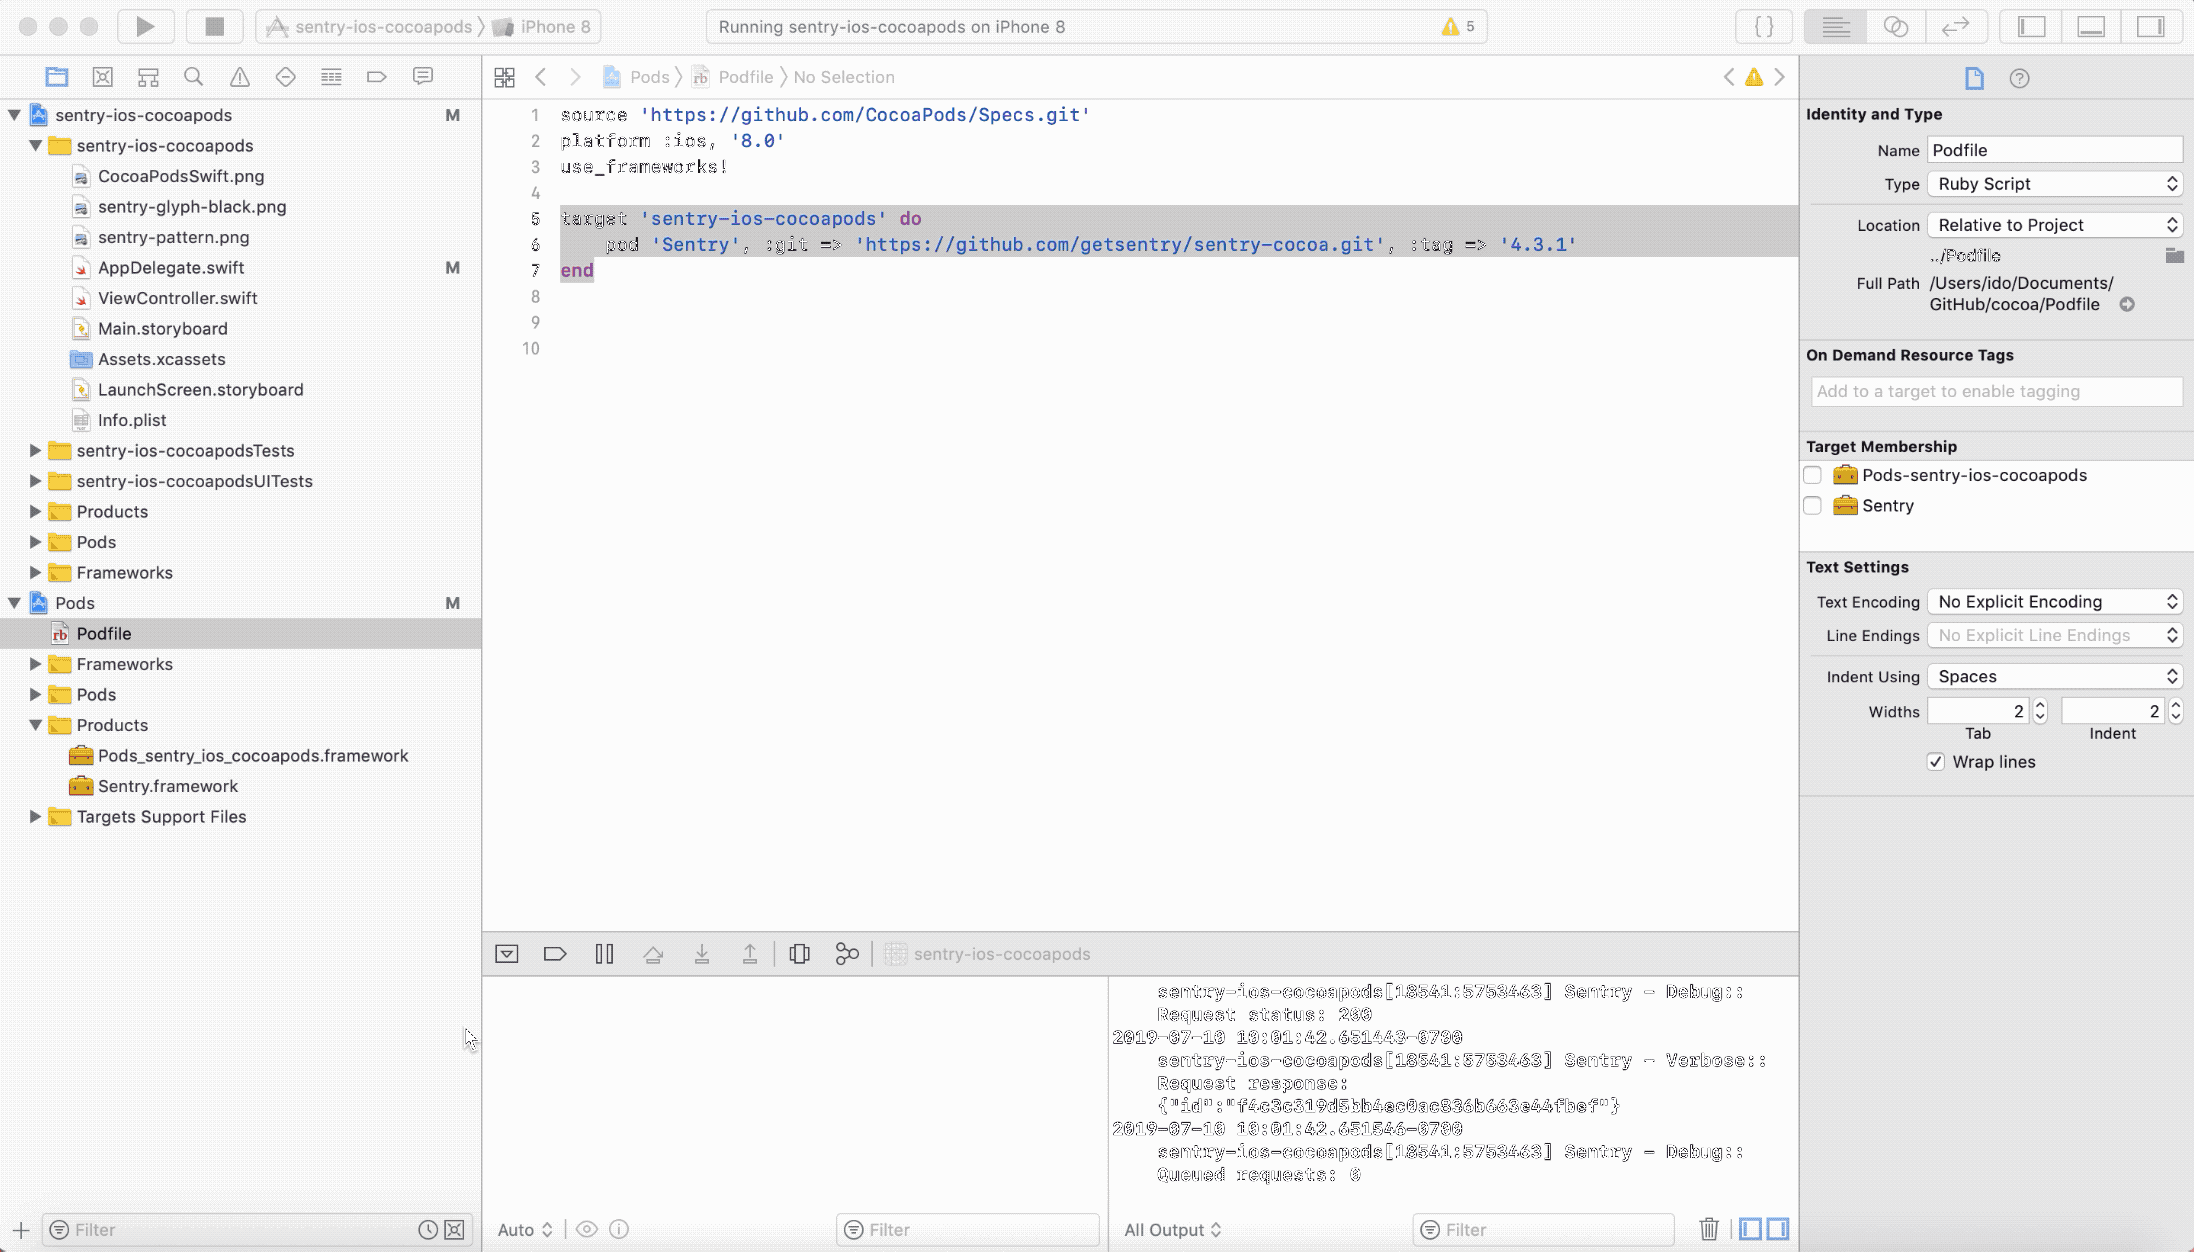 sentry-ios-cocoapods 〉 iPhone 8
Running sentry-ios-cocoapods on iPhone 8
5
{ }
Pods 〉 Podfile 〉 No Selection
sentry-ios-cocoapods M
sentry-ios-cocoapods
CocoaPodsSwift.png
sentry-glyph-black.png
sentry-pattern.png
AppDelegate.swift M
ViewController.swift
Main.storyboard
Assets.xcassets
LaunchScreen.storyboard
Info.plist
sentry-ios-cocoapodsTests
sentry-ios-cocoapodsUITests
Products
Pods
Frameworks
Pods M
rb Podfile
Frameworks
Pods
Products
Pods_sentry_ios_cocoapods.framework
Sentry.framework
Targets Support Files
Filter
1 source 'https://github.com/CocoaPods/Specs.git'
2 platform :ios, '8.0'
3 use_frameworks!
4
5 target 'sentry-ios-cocoapods' do
6 pod 'Sentry', :git => 'https://github.com/getsentry/sentry-cocoa.git', :tag => '4.3.1'
7 end
8
9
10
sentry-ios-cocoapods
sentry-ios-cocoapods[18541:5753463] Sentry - Debug::
Request status: 200
2019-07-10 10:01:42.651443-0700
sentry-ios-cocoapods[18541:5753463] Sentry - Verbose::
Request response:
{"id":"f4c3c319d5bb4ec0ac836b663e44fbef"}
2019-07-10 10:01:42.651546-0700
sentry-ios-cocoapods[18541:5753463] Sentry - Debug::
Queued requests: 0
Auto
Filter
All Output
Filter
Identity and Type
Name Podfile
Type Ruby Script
Location Relative to Project
../Podfile
Full Path /Users/ido/Documents/
GitHub/cocoa/Podfile
On Demand Resource Tags
Add to a target to enable tagging
Target Membership
Pods-sentry-ios-cocoapods
Sentry
Text Settings
Text Encoding No Explicit Encoding
Line Endings No Explicit Line Endings
Indent Using Spaces
Widths 2 2
Tab Indent
Wrap lines